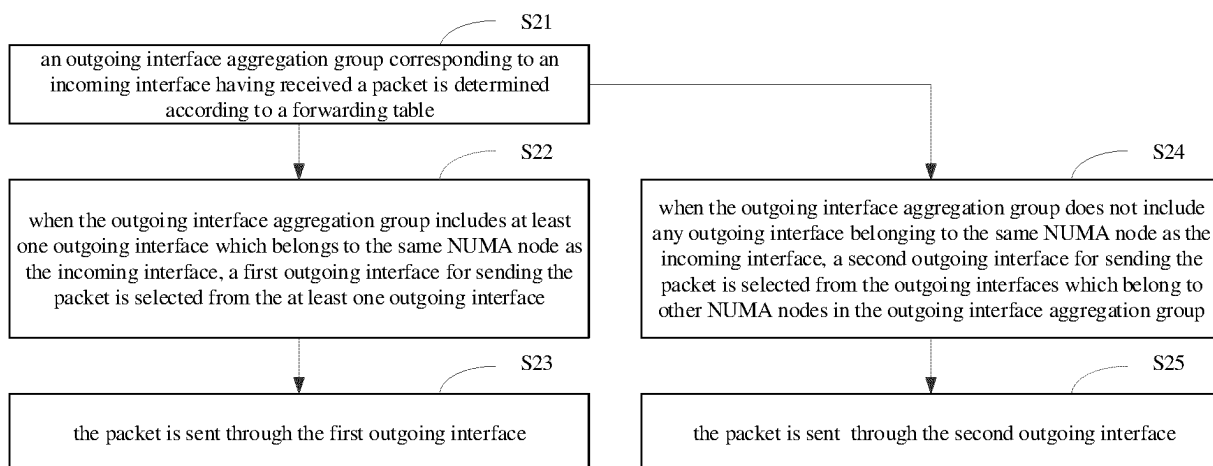 S21
an outgoing interface aggregation group corresponding to an
incoming interface having received a packet is determined
according to a forwarding table
S22
when the outgoing interface aggregation group includes at least
one outgoing interface which belongs to the same NUMA node as
the incoming interface, a first outgoing interface for sending the
packet is selected from the at least one outgoing interface
S24
when the outgoing interface aggregation group does not include
any outgoing interface belonging to the same NUMA node as the
incoming interface, a second outgoing interface for sending the
packet is selected from the outgoing interfaces which belong to
other NUMA nodes in the outgoing interface aggregation group
S23
the packet is sent through the first outgoing interface
S25
the packet is sent through the second outgoing interface